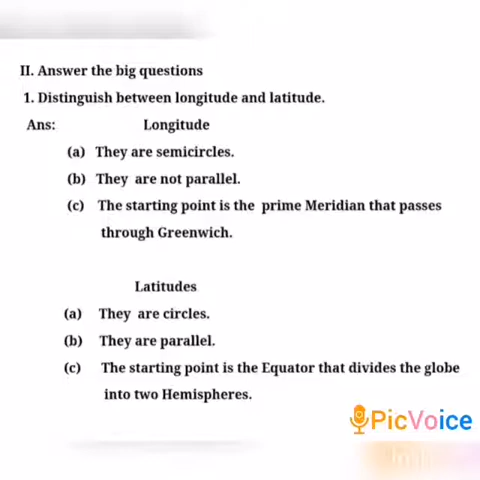 II. Answer the big questions
1. Distinguish between longitude and latitude.
Ans: Longitude
(a) They are semicircles.
(b) They are not parallel.
(c) The starting point is the prime Meridian that passes
through Greenwich.
Latitudes
(a) They are circles.
(b) They are parallel.
(c) The starting point is the Equator that divides the globe
into two Hemispheres.
PicVoice